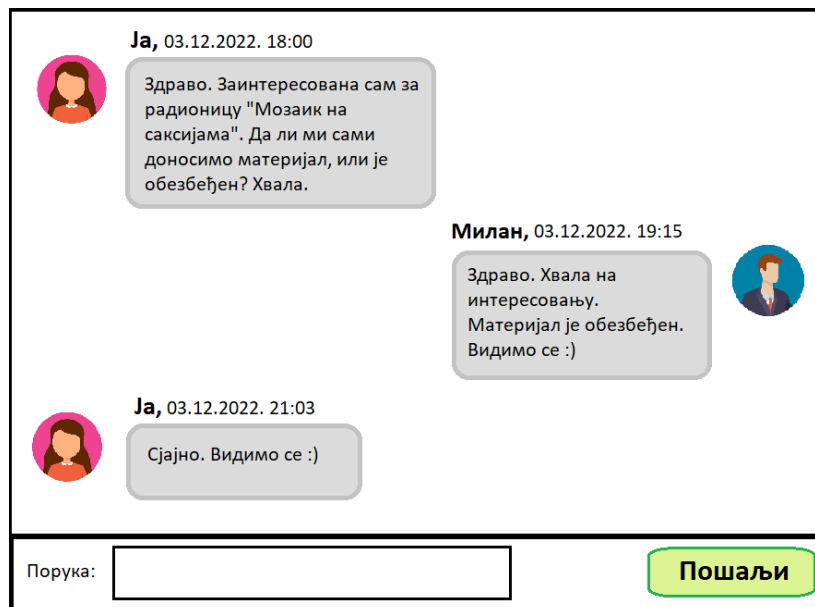 Ја, 03.12.2022. 18:00
Здраво. Заинтересована сам за
радионицу "Мозаик на
саксијама". Да ли ми сами
доносимо материјал, или је
обезбеђен? Хвала.
Милан, 03.12.2022. 19:15
Здраво. Хвала на
интересовању.
Материјал је обезбеђен.
Видимо се :)
Ја, 03.12.2022. 21:03
Сјајно. Видимо се :)
Порука:
Пошаљи